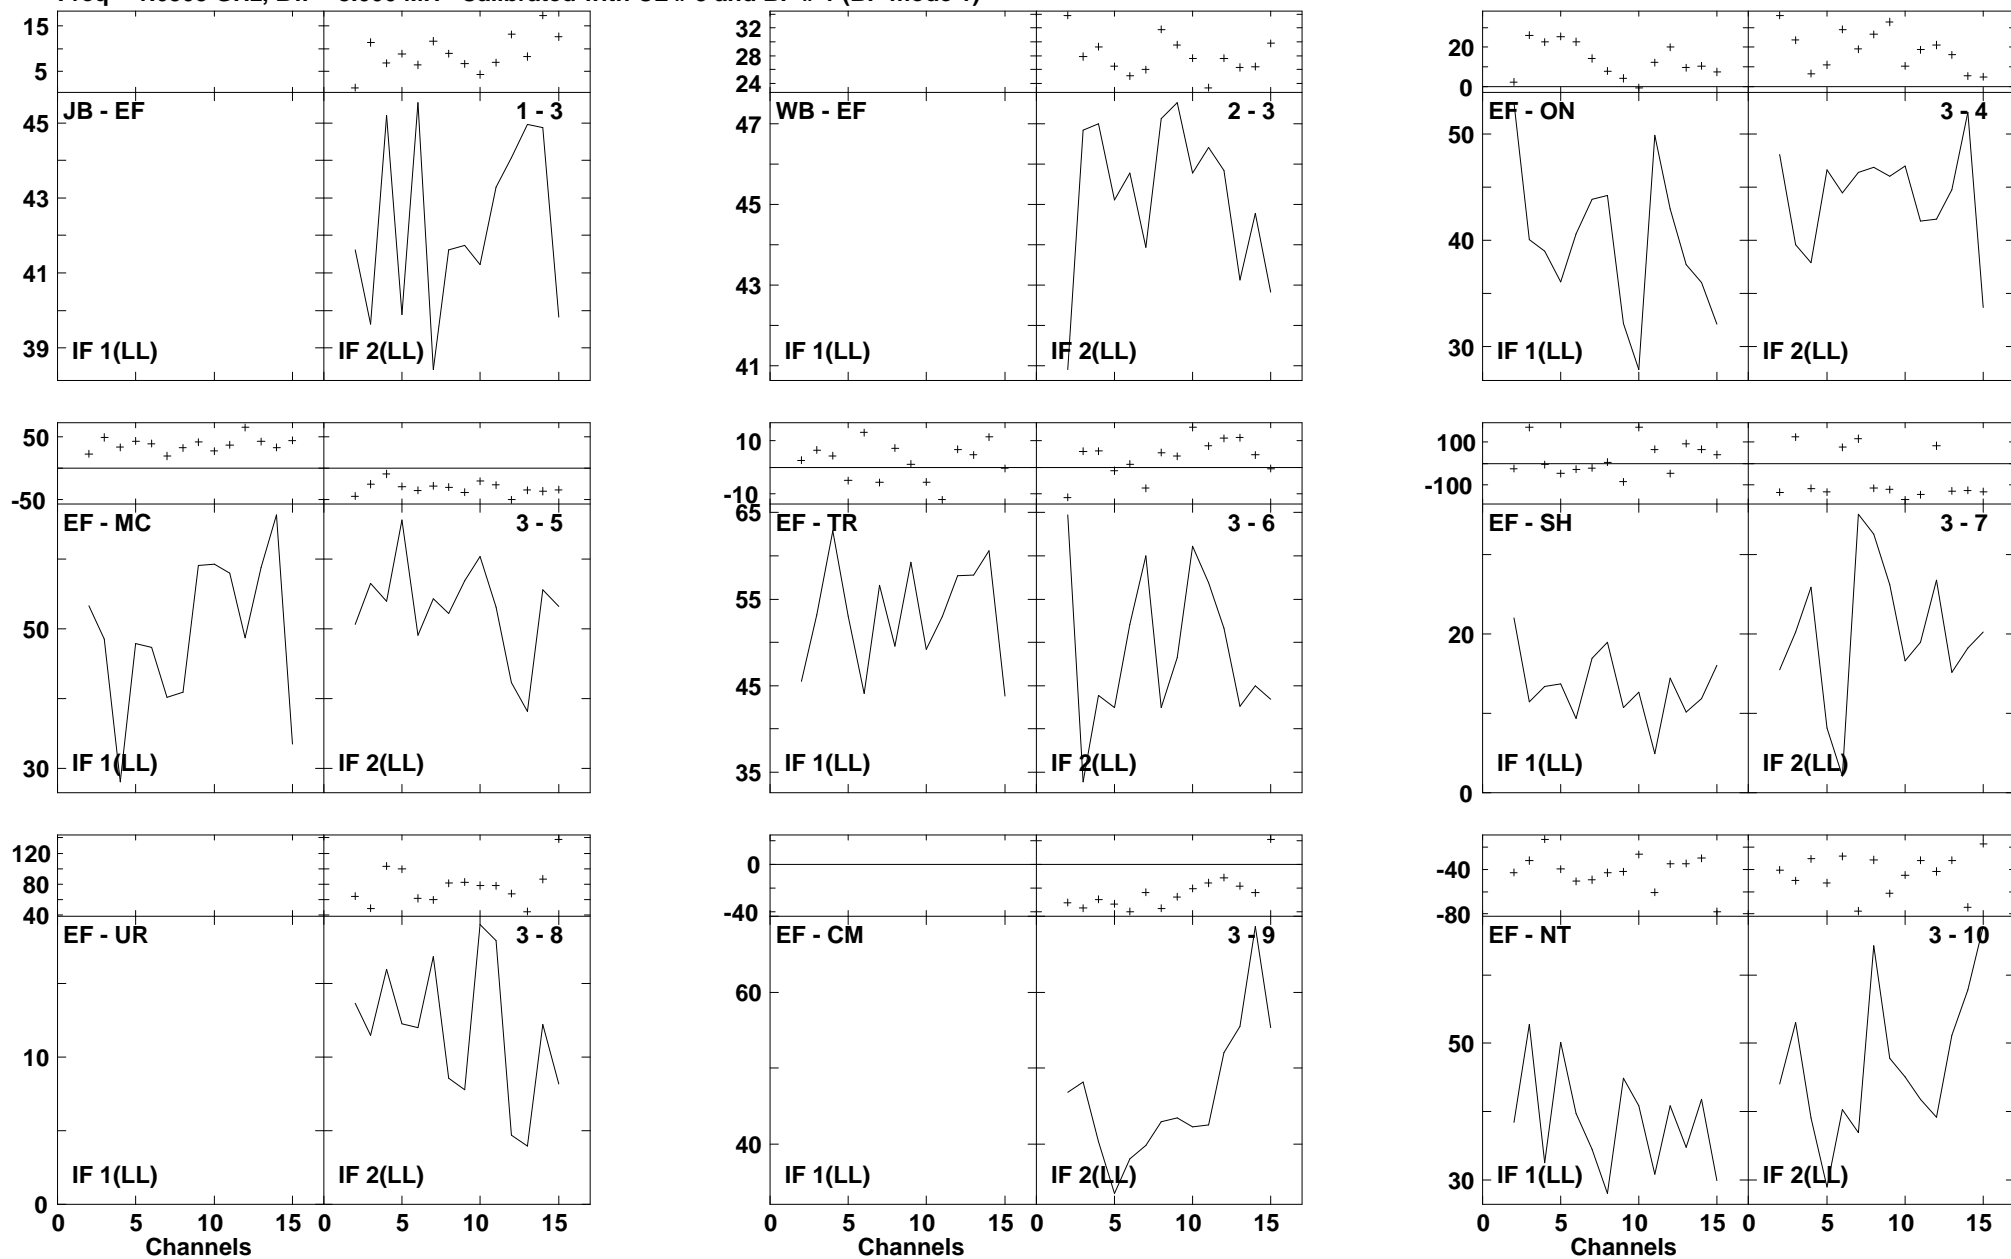 15
5
JB - EF
1 - 3
45
43
41
39
IF 1(LL)
IF 2(LL)
32
28
24
WB - EF
2 - 3
47
45
43
41
IF 1(LL)
IF 2(LL)
20
0
EF - ON
3 - 4
50
40
30
IF 1(LL)
IF 2(LL)
50
-50
EF - MC
3 - 5
50
30
IF 1(LL)
IF 2(LL)
10
-10
65
EF - TR
3 - 6
55
45
35
IF 1(LL)
IF 2(LL)
100
-100
EF - SH
3 - 7
20
0
IF 1(LL)
IF 2(LL)
120
80
40
EF - UR
3 - 8
10
0
IF 1(LL)
IF 2(LL)
0 5 10 15 0 5 10 15
Channels
0
-40
EF - CM
3 - 9
60
40
IF 1(LL)
IF 2(LL)
0 5 10 15 0 5 10 15
Channels
-40
-80
EF - NT
3 - 10
50
30
IF 1(LL)
IF 2(LL)
0 5 10 15 0 5 10 15
Channels